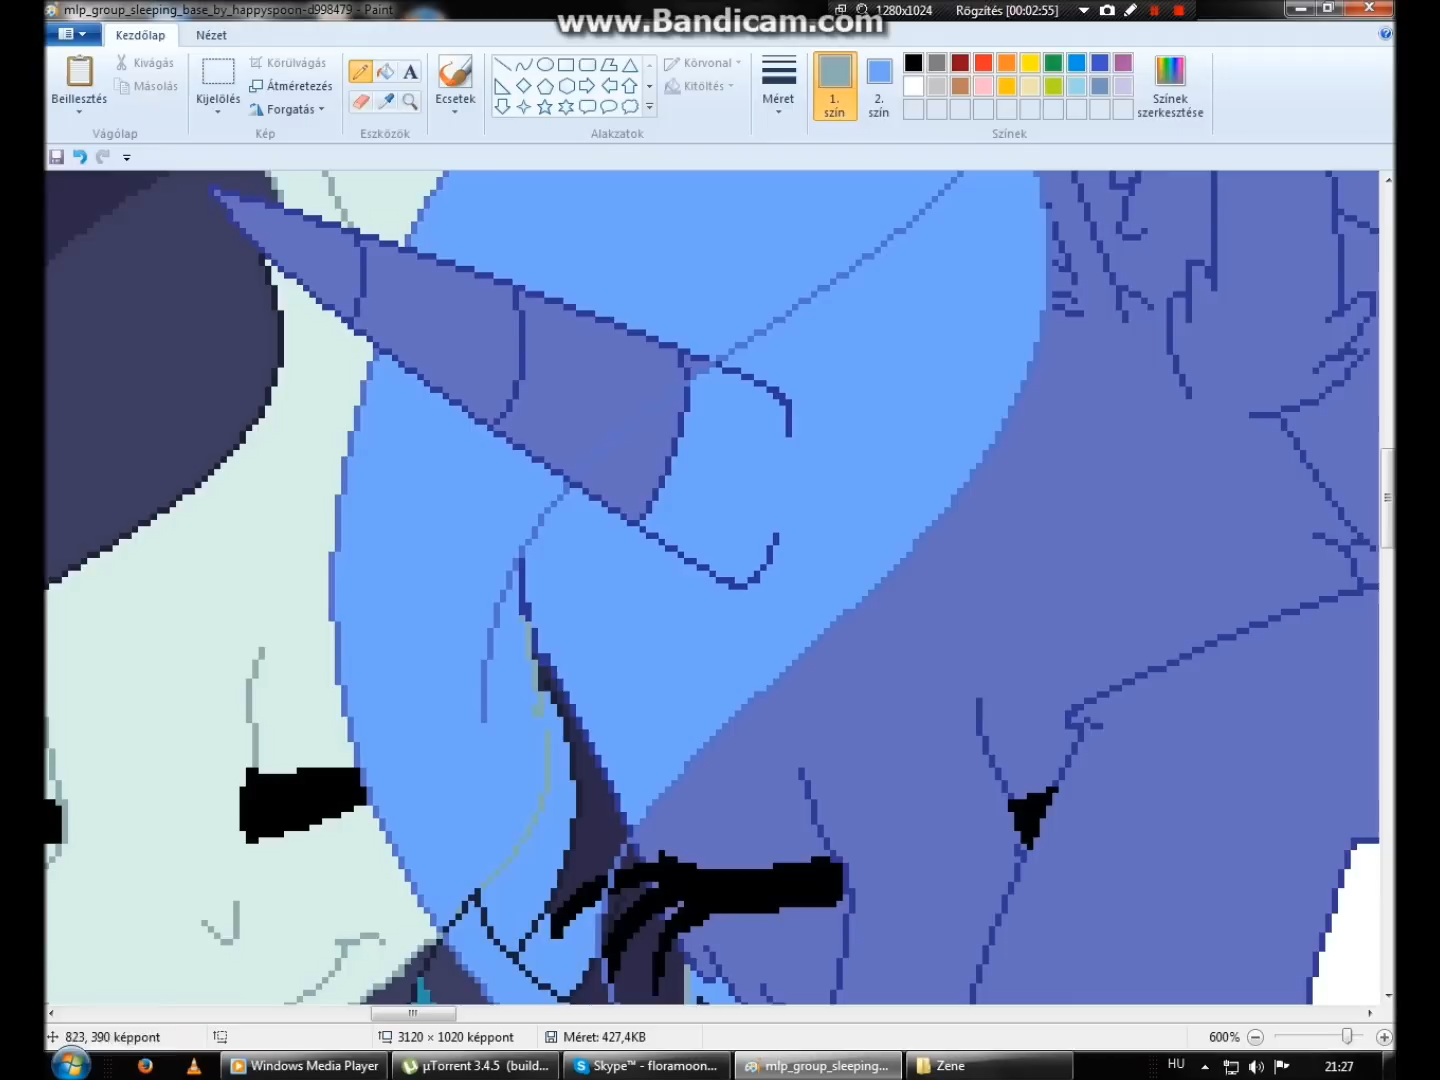 mlp_group_sleeping_base_by_happyspoon-d998479 - Paint
www.Bandicam.com
1280x1024 Rögzítés [00:02:55]
Kezdőlap Nézet
Beillesztés
Kivágás
Másolás
Vágólap
Kijelölés
Körülvágás
Átméretezés
Forgatás
Kép
A
Eszközök
Ecsetek
Körvonal
Kitöltés
Alakzatok
Méret
1. szín
2. szín
Színek szerkesztése
Színek
823, 390 képpont
3120 × 1020 képpont
Méret: 427,4KB
600%
Windows Media Player
µTorrent 3.4.5 (build...
Skype™ - floramoon...
mlp_group_sleeping...
Zene
HU
21:27